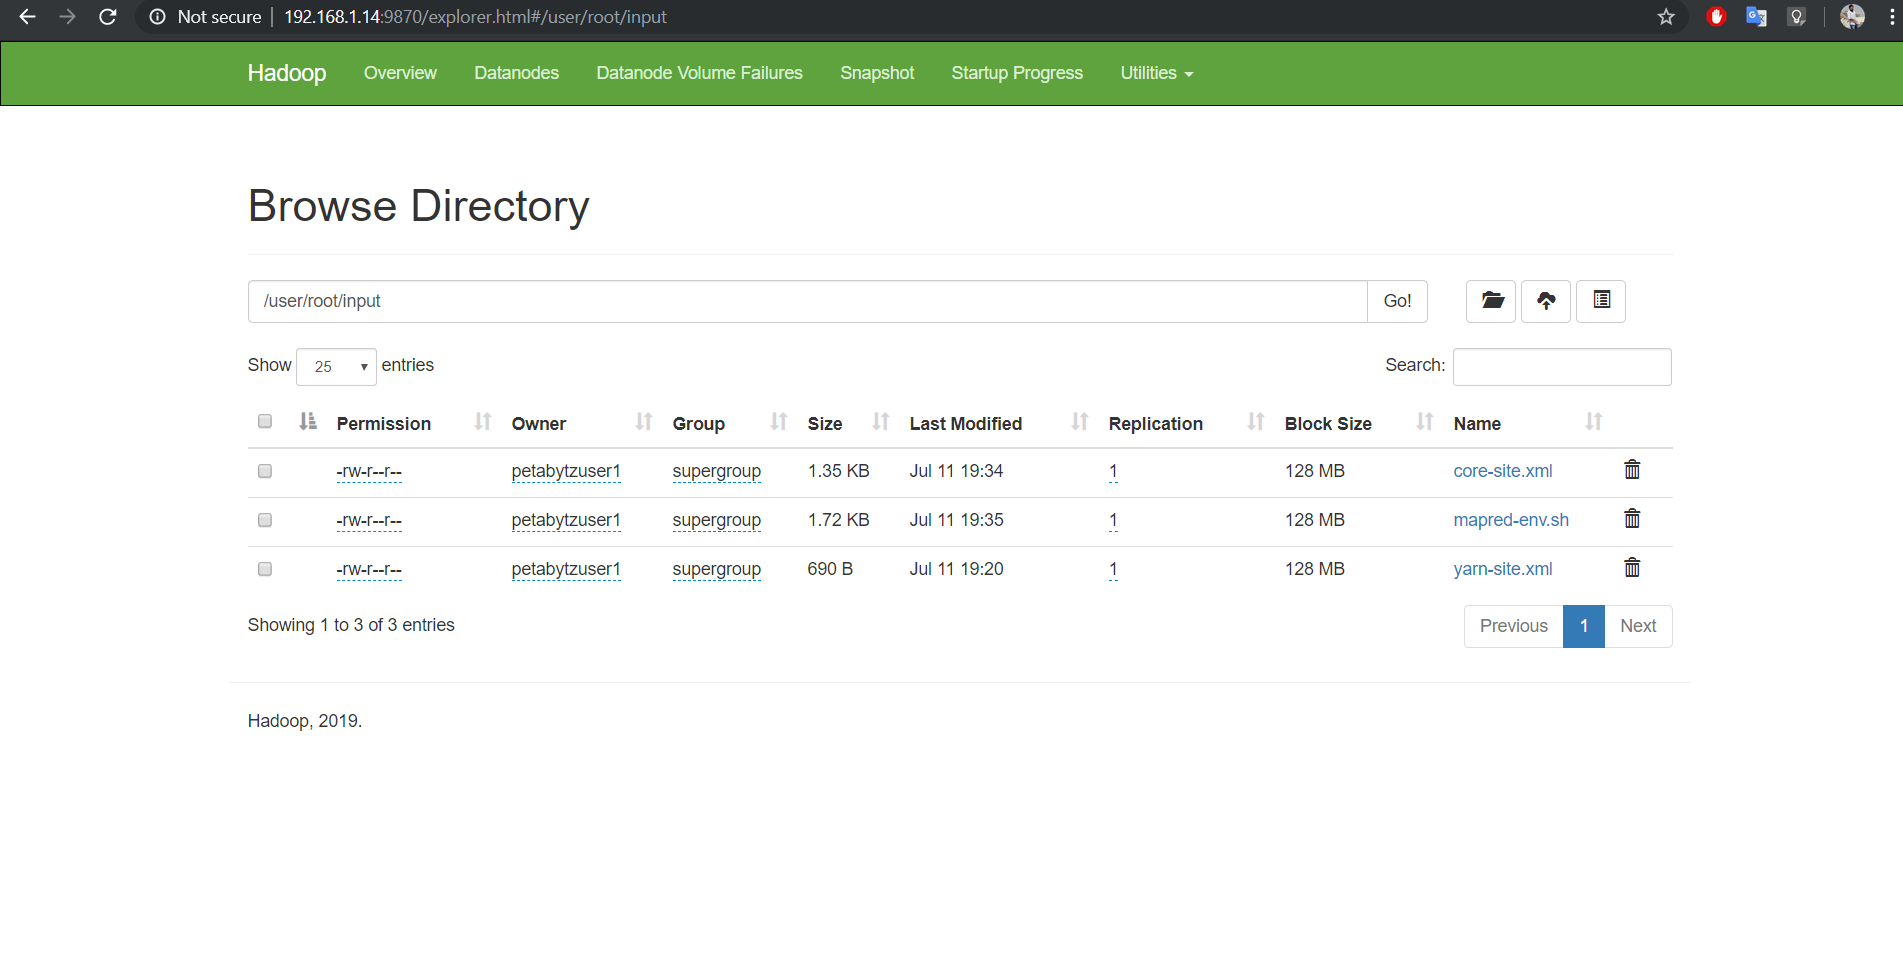 Not secure | 192.168.1.14:9870/explorer.html#/user/root/input
Hadoop Overview Datanodes Datanode Volume Failures Snapshot Startup Progress Utilities
Browse Directory
/user/root/input Go!
Show 25 entries Search:
Permission Owner Group Size Last Modified Replication Block Size Name
-rw-r--r-- petabytzuser1 supergroup 1.35 KB Jul 11 19:34 1 128 MB core-site.xml
-rw-r--r-- petabytzuser1 supergroup 1.72 KB Jul 11 19:35 1 128 MB mapred-env.sh
-rw-r--r-- petabytzuser1 supergroup 690 B Jul 11 19:20 1 128 MB yarn-site.xml
Showing 1 to 3 of 3 entries Previous 1 Next
Hadoop, 2019.